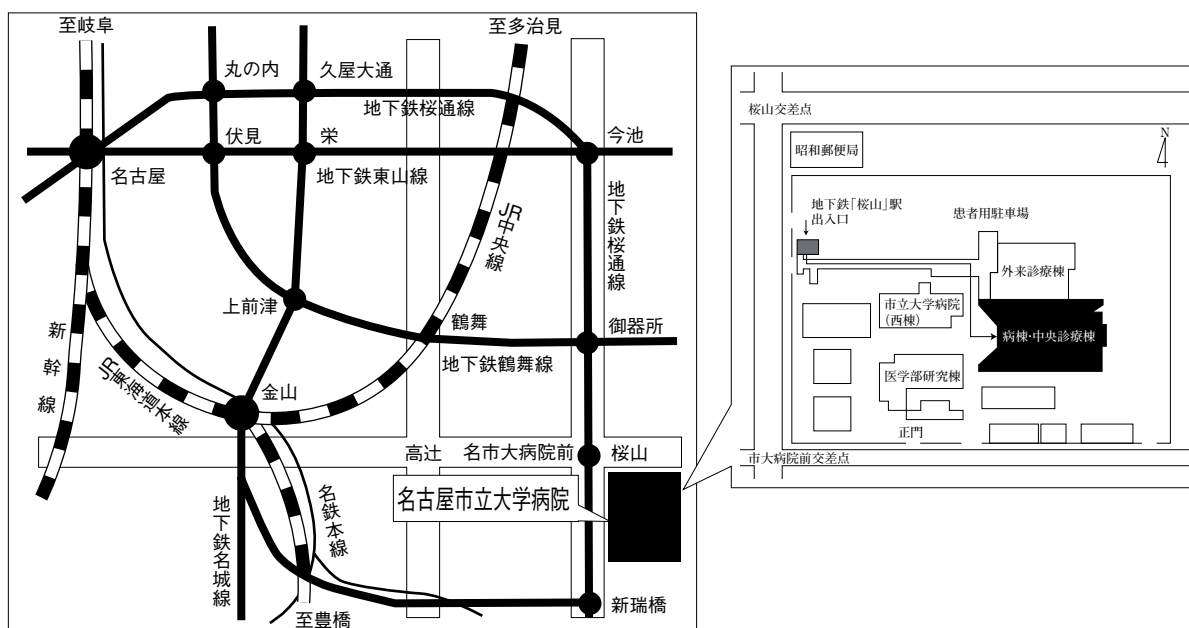 至岐阜
至多治見
丸の内
久屋大通
地下鉄桜通線
伏見
栄
今池
名古屋
地下鉄東山線
地下鉄桜通線
JR中央線
上前津
鶴舞
御器所
地下鉄鶴舞線
新幹線
JR東海道本線
金山
高辻
名市大病院前
桜山
名古屋市立大学病院
地下鉄名城線
名鉄本線
至豊橋
新瑞橋
桜山交差点
昭和郵便局
N
地下鉄「桜山」駅
出入口
患者用駐車場
外来診療棟
市立大学病院
(西棟)
病棟・中央診療棟
医学部研究棟
正門
市大病院前交差点